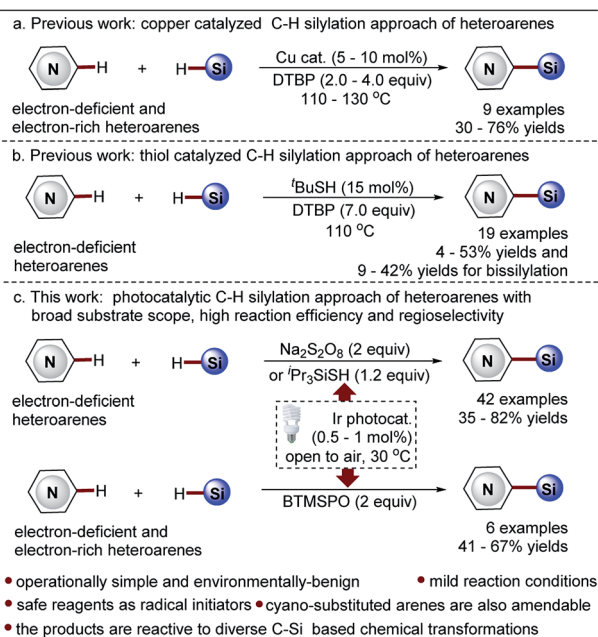 a. Previous work: copper catalyzed C-H silylation approach of heteroarenes
N H + H Si Cu cat. (5 - 10 mol%) N Si
DTBP (2.0 - 4.0 equiv)
110 - 130 °C
electron-deficient and
electron-rich heteroarenes
9 examples
30 - 76% yields
b. Previous work: thiol catalyzed C-H silylation approach of heteroarenes
N H + H Si ᵗBuSH (15 mol%) N Si
DTBP (7.0 equiv)
110 °C
electron-deficient
heteroarenes
19 examples
4 - 53% yields and
9 - 42% yields for bissilylation
c. This work: photocatalytic C-H silylation approach of heteroarenes with
broad substrate scope, high reaction efficiency and regioselectivity
N H + H Si Na₂S₂O₈ (2 equiv) N Si
or ⁱPr₃SiSH (1.2 equiv)
electron-deficient
heteroarenes
42 examples
35 - 82% yields
Ir photocat.
(0.5 - 1 mol%)
open to air, 30 °C
N H + H Si BTMSPO (2 equiv) N Si
electron-deficient and
electron-rich heteroarenes
6 examples
41 - 67% yields
• operationally simple and environmentally-benign • mild reaction conditions
• safe reagents as radical initiators • cyano-substituted arenes are also amendable
• the products are reactive to diverse C-Si based chemical transformations